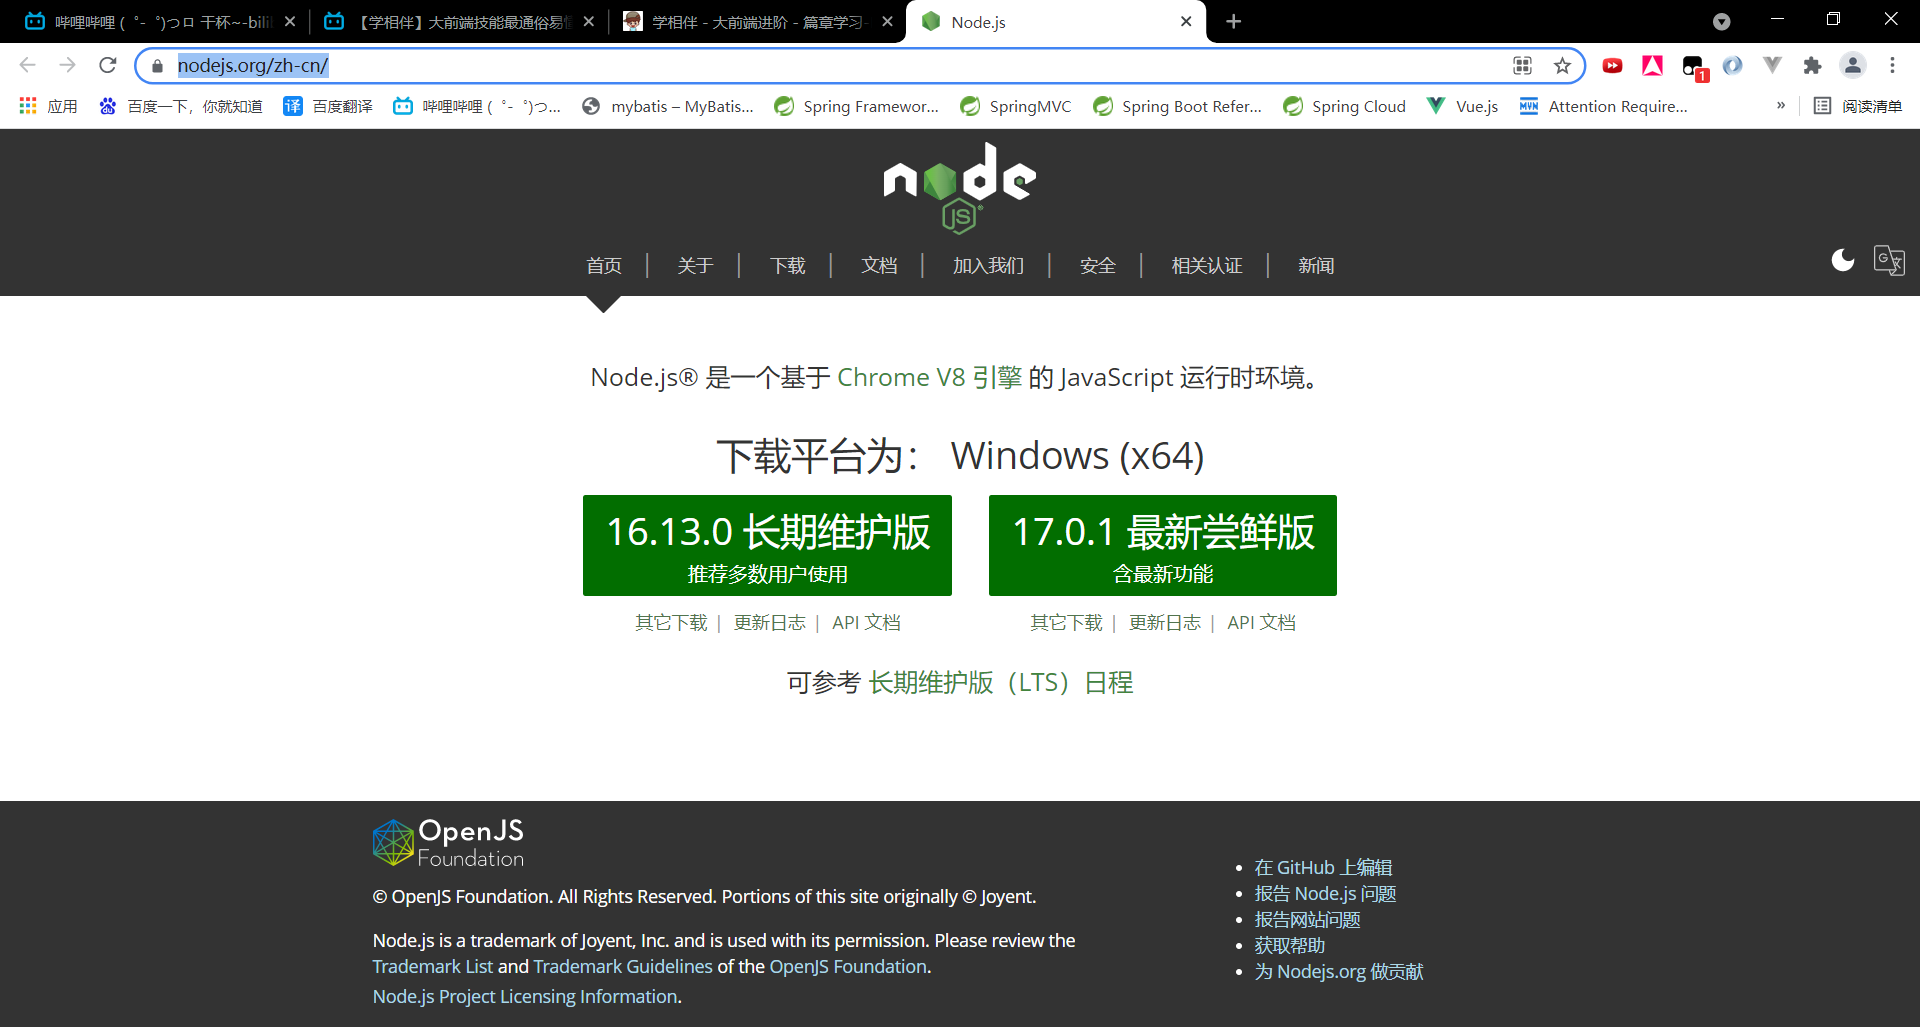 哔哩哔哩 (゜-゜)つロ 干杯~-bili
【学相伴】大前端技能最通俗易
学相伴 - 大前端进阶 - 篇章学习-
Node.js
nodejs.org/zh-cn/
1
应用
百度一下，你就知道
译 百度翻译
哔哩哔哩 (゜-゜)つ...
mybatis – MyBatis...
Spring Framewor...
SpringMVC
Spring Boot Refer...
Spring Cloud
Vue.js
MVN Attention Require...
»
阅读清单
node
JS
首页 | 关于 | 下载 | 文档 | 加入我们 | 安全 | 相关认证 | 新闻
Node.js® 是一个基于 Chrome V8 引擎 的 JavaScript 运行时环境。
下载平台为： Windows (x64)
16.13.0 长期维护版
推荐多数用户使用
17.0.1 最新尝鲜版
含最新功能
其它下载 | 更新日志 | API 文档
其它下载 | 更新日志 | API 文档
可参考 长期维护版（LTS）日程
OpenJS
Foundation
© OpenJS Foundation. All Rights Reserved. Portions of this site originally © Joyent.
Node.js is a trademark of Joyent, Inc. and is used with its permission. Please review the
Trademark List and Trademark Guidelines of the OpenJS Foundation.
Node.js Project Licensing Information.
在 GitHub 上编辑
报告 Node.js 问题
报告网站问题
获取帮助
为 Nodejs.org 做贡献